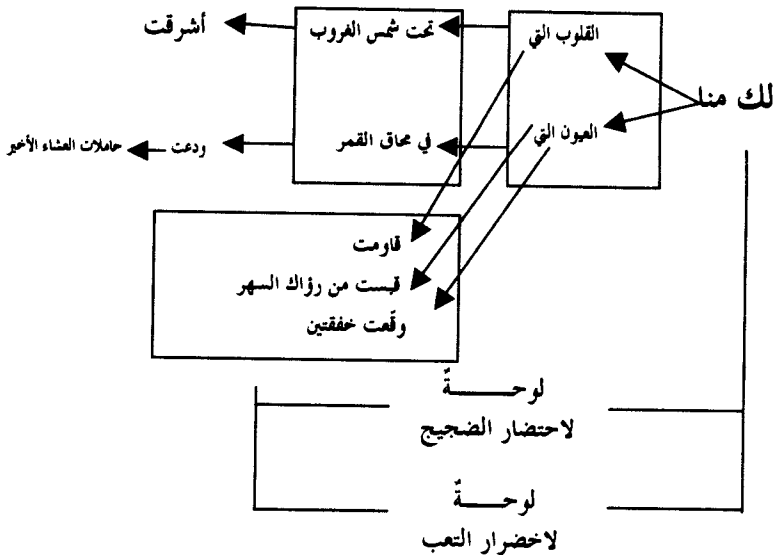 لك منا
القلوب التي
تحت شمس الغروب
أشرقت
العيون التي
في محاق القمر
ودعت
حاملات العشاء الأخير
قاومت
قبست من رؤاك السهر
وقّعت خفقتين
لوحـــــةٌ
لاحتضار الضجيج
لوحـــــةٌ
لاخضرار التعب